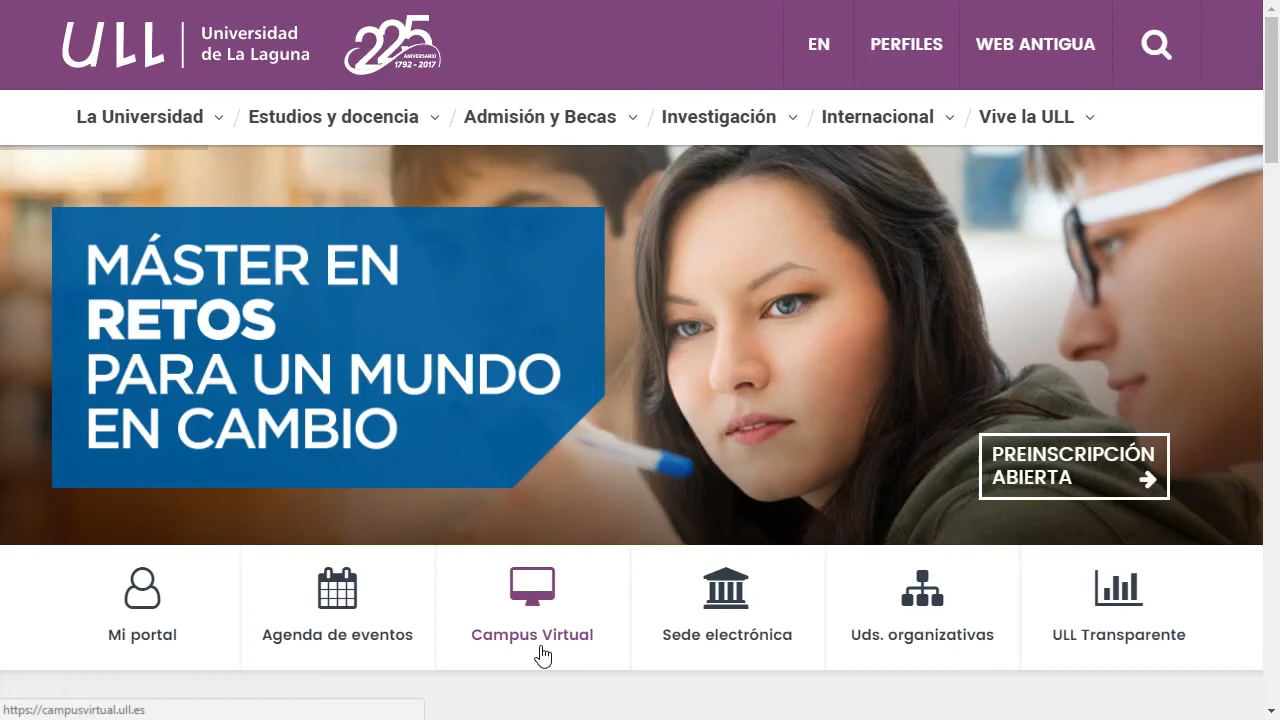 ULL
Universidad
de La Laguna
225
ANIVERSARIO
1792 - 2017
EN
PERFILES
WEB ANTIGUA
La Universidad / Estudios y docencia / Admisión y Becas / Investigación / Internacional / Vive la ULL
MÁSTER EN
RETOS
PARA UN MUNDO
EN CAMBIO
PREINSCRIPCIÓN
ABIERTA
Mi portal
Agenda de eventos
Campus Virtual
Sede electrónica
Uds. organizativas
ULL Transparente
https://campusvirtual.ull.es